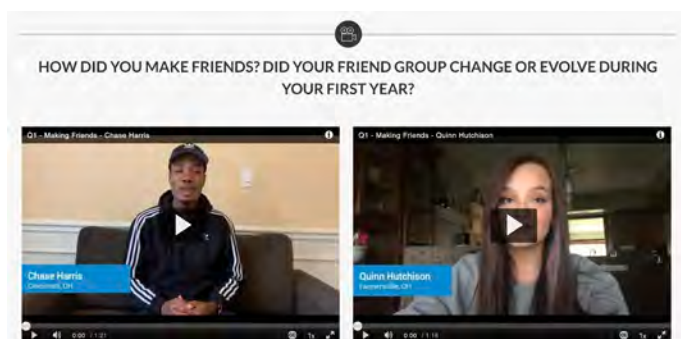 HOW DID YOU MAKE FRIENDS? DID YOUR FRIEND GROUP CHANGE OR EVOLVE DURING
YOUR FIRST YEAR?
Q1 - Making Friends - Chase Harris
Q1 - Making Friends - Quinn Hutchison
Chase Harris
Cincinnati, OH
Quinn Hutchison
Farmersville, OH
0:00 / 1:21
1x
0:00 / 1:16
1x